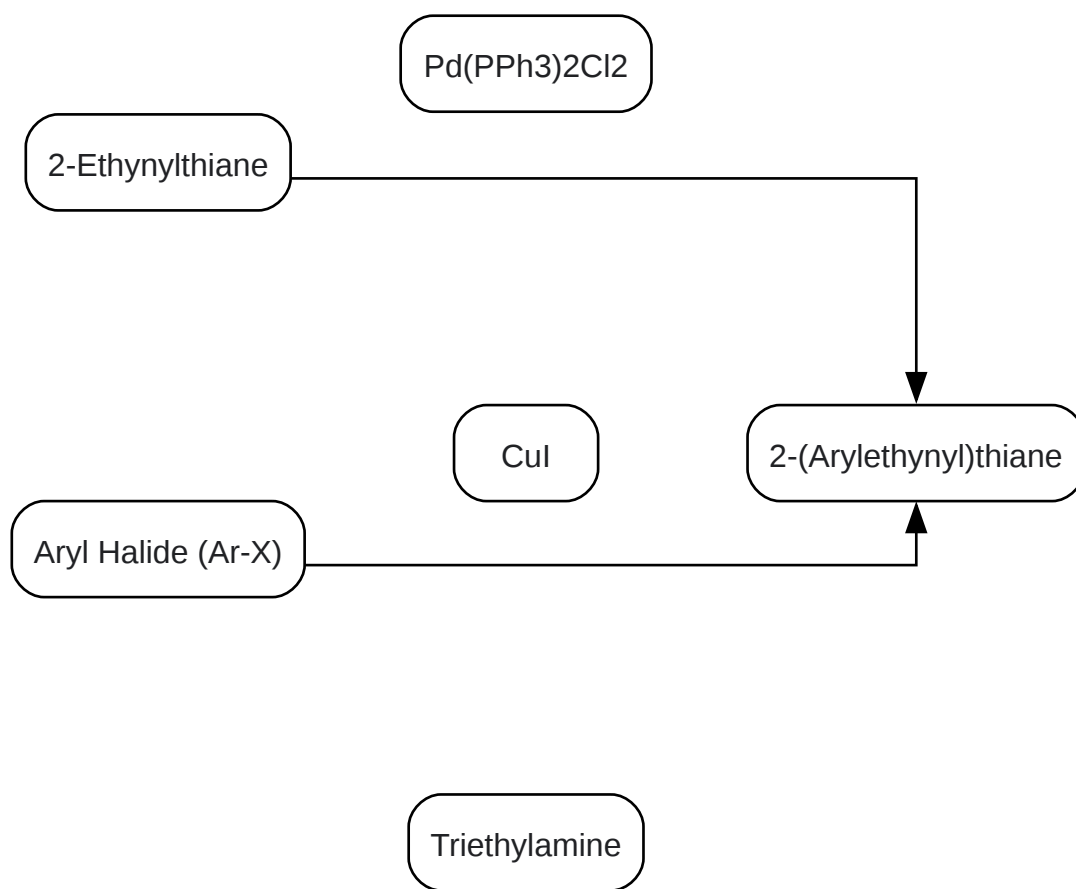 Pd(PPh3)2Cl2
2-Ethynylthiane
CuI
2-(Arylethynyl)thiane
Aryl Halide (Ar-X)
Triethylamine